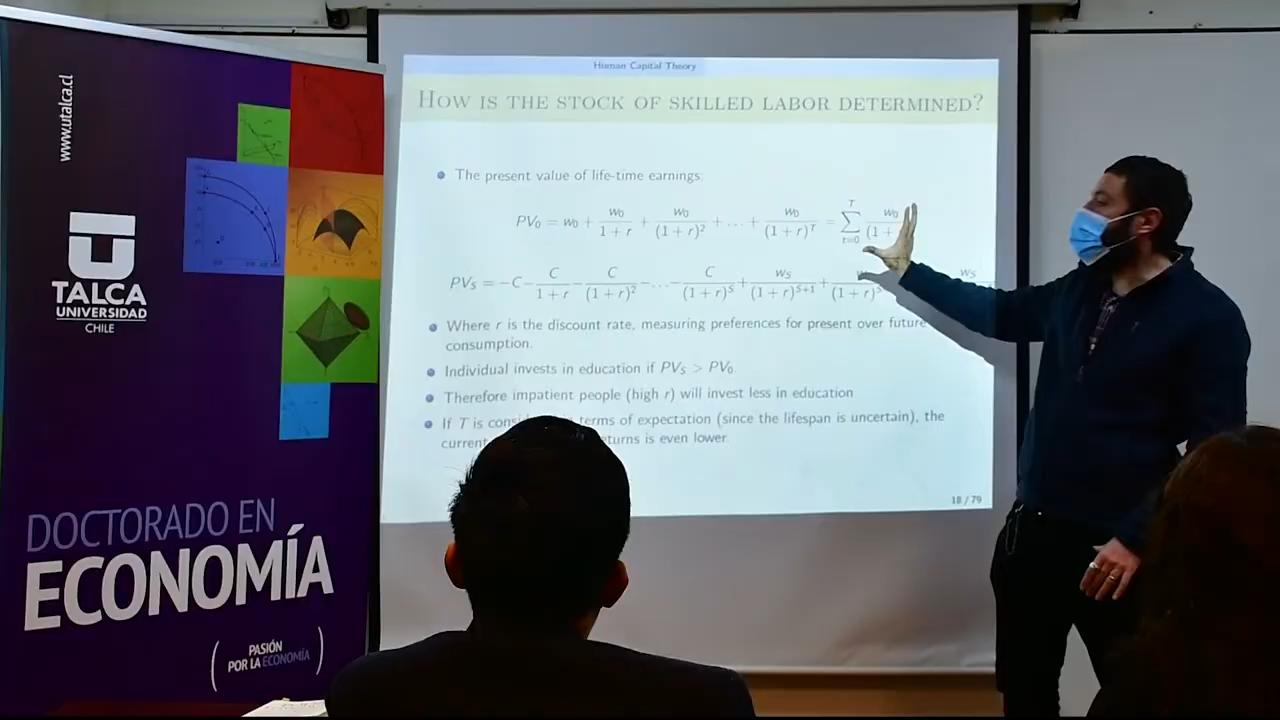 www.utalca.cl
TALCA
UNIVERSIDAD
CHILE
DOCTORADO EN
ECONOMÍA
PASIÓN
POR LA ECONOMÍA
Human Capital Theory
HOW IS THE STOCK OF SKILLED LABOR DETERMINED?
The present value of life-time earnings:
PV₀ = w₀ + w₀/(1 + r) + w₀/(1 + r)² + ... + w₀/(1 + r)ᵀ = ∑ₜ₌₀ᵀ w₀/(1 +
PVₛ = −C − C/(1 + r) − C/(1 + r)² − ... − C/(1 + r)ˢ + wₛ/(1 + r)ˢ⁺¹ + /(1 + r)ˢ wₛ
Where r is the discount rate, measuring preferences for present over future
consumption.
Individual invests in education if PVₛ > PV₀.
Therefore impatient people (high r) will invest less in education
If T is terms of expectation (since the lifespan is uncertain), the
current is even lower.
18 / 79